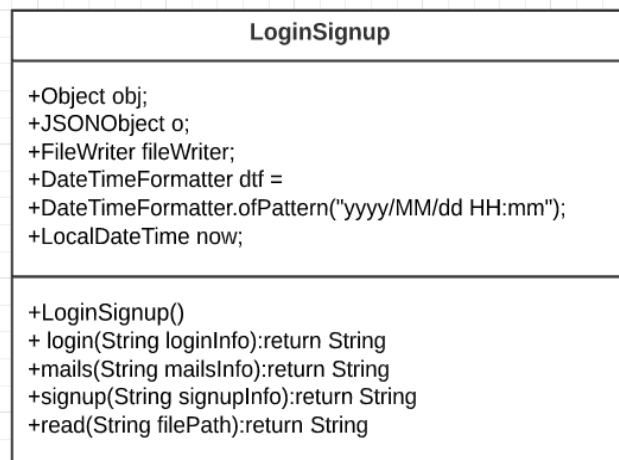 LoginSignup
+Object obj;
+JSONObject o;
+FileWriter fileWriter;
+DateTimeFormatter dtf =
+DateTimeFormatter.ofPattern("yyyy/MM/dd HH:mm");
+LocalDateTime now;
+LoginSignup()
+ login(String loginInfo):return String
+mails(String mailsInfo):return String
+signup(String signupInfo):return String
+read(String filePath):return String